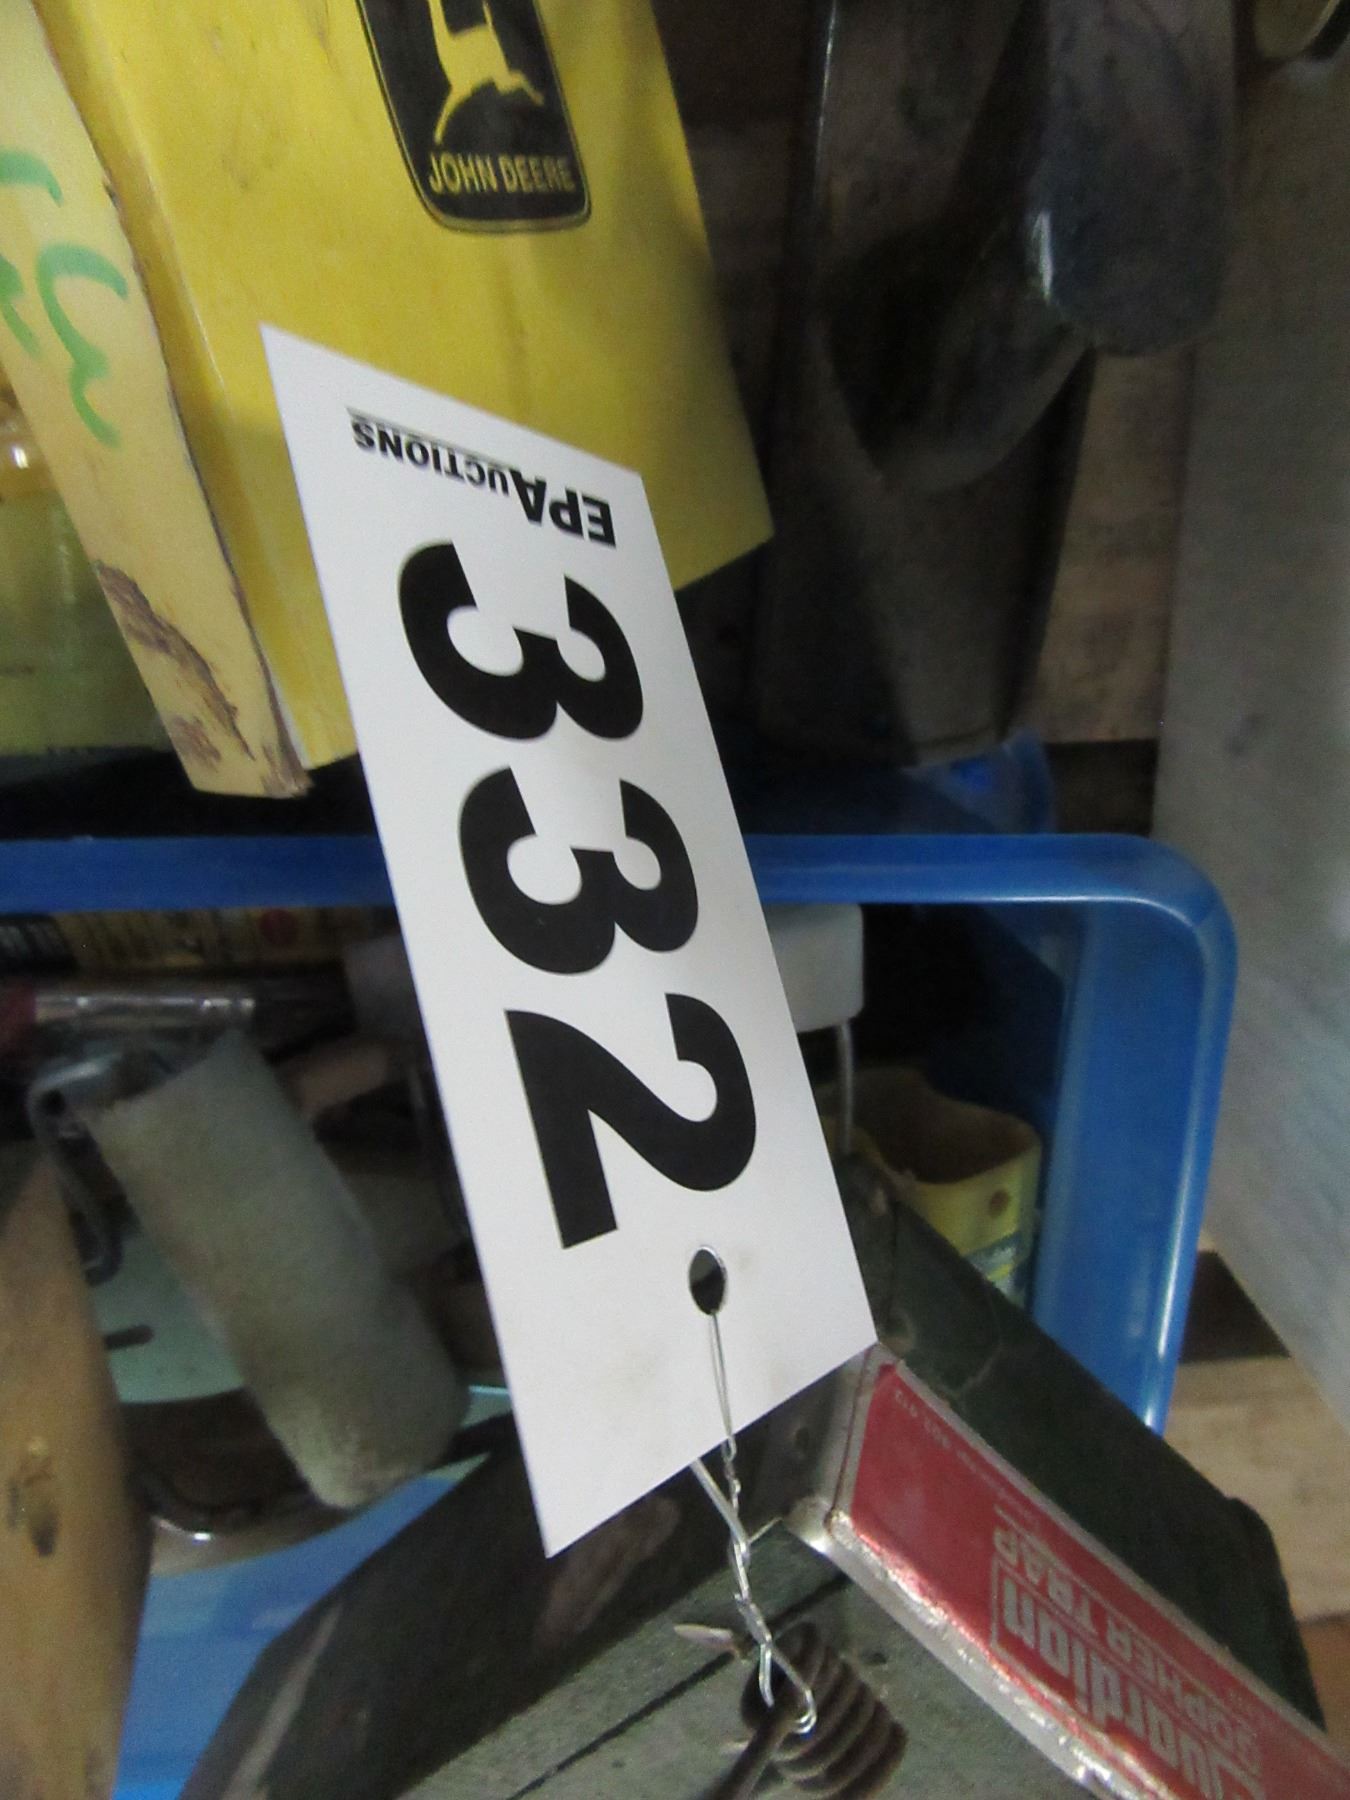 JOHN DEERE
EPAUCTIONS
332
Guardian
GOPHER TRAP